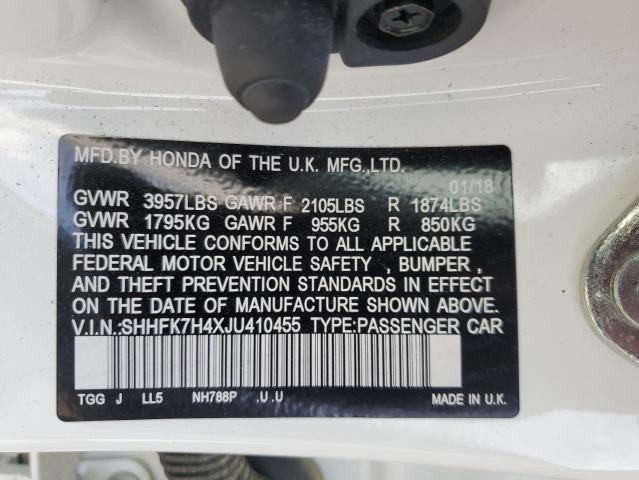 MFD.BY HONDA OF THE U.K. MFG.,LTD.
01/18
GVWR 3957LBS GAWR F 2105LBS R 1874LBS
GVWR 1795KG GAWR F 955KG R 850KG
THIS VEHICLE CONFORMS TO ALL APPLICABLE
FEDERAL MOTOR VEHICLE SAFETY , BUMPER ,
AND THEFT PREVENTION STANDARDS IN EFFECT
ON THE DATE OF MANUFACTURE SHOWN ABOVE.
V.I.N.:SHHFK7H4XJU410455 TYPE:PASSENGER CAR
TGG J LL5 NH788P .U .U MADE IN U.K.